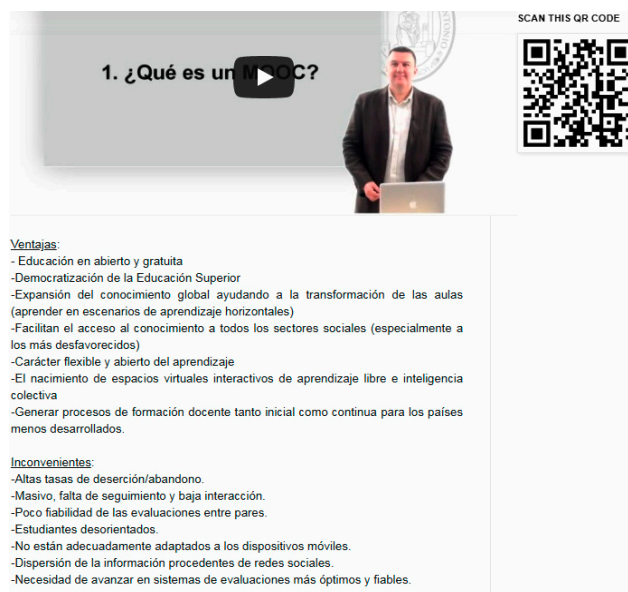 SCAN THIS QR CODE
1. ¿Qué es un MOOC?
Ventajas:
- Educación en abierto y gratuita
-Democratización de la Educación Superior
-Expansión del conocimiento global ayudando a la transformación de las aulas
(aprender en escenarios de aprendizaje horizontales)
-Facilitan el acceso al conocimiento a todos los sectores sociales (especialmente a
los más desfavorecidos)
-Carácter flexible y abierto del aprendizaje
-El nacimiento de espacios virtuales interactivos de aprendizaje libre e inteligencia
colectiva
-Generar procesos de formación docente tanto inicial como continua para los países
menos desarrollados.
Inconvenientes:
-Altas tasas de deserción/abandono.
-Masivo, falta de seguimiento y baja interacción.
-Poco fiabilidad de las evaluaciones entre pares.
-Estudiantes desorientados.
-No están adecuadamente adaptados a los dispositivos móviles.
-Dispersión de la información procedentes de redes sociales.
-Necesidad de avanzar en sistemas de evaluaciones más óptimos y fiables.